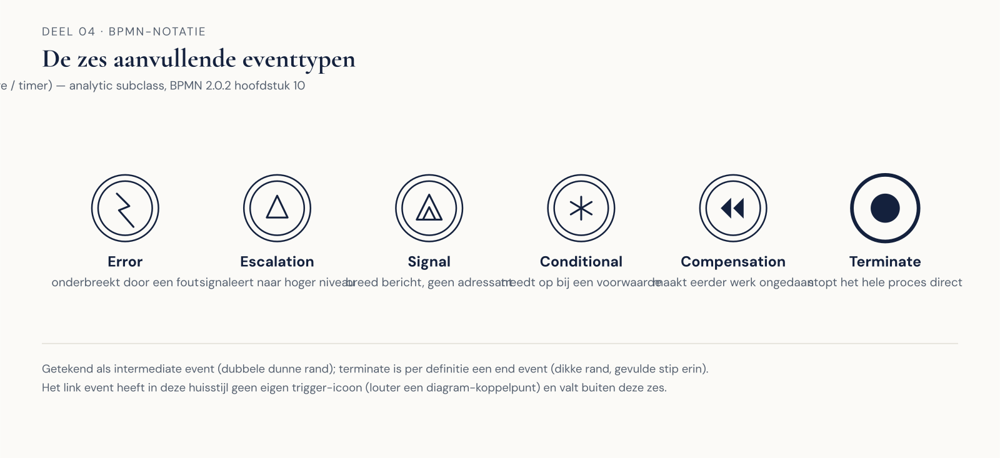 DEEL 04 · BPMN-NOTATIE
De zes aanvullende eventtypen
/ timer) — analytic subclass, BPMN 2.0.2 hoofdstuk 10
Error
Escalation
Signal
Conditional
Compensation
Terminate
onderbreekt door een fout
signaleert naar hoger niveau
breed bericht, geen adressant
treedt op bij een voorwaarde
maakt eerder werk ongedaan
stopt het hele proces direct
Getekend als intermediate event (dubbele dunne rand); terminate is per definitie een end event (dikke rand, gevulde stip erin).
Het link event heeft in deze huisstijl geen eigen trigger-icoon (louter een diagram-koppelpunt) en valt buiten deze zes.